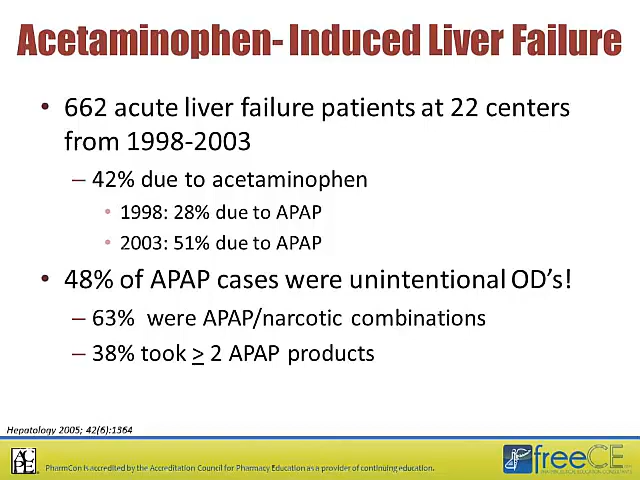 Acetaminophen- Induced Liver Failure
• 662 acute liver failure patients at 22 centers
from 1998-2003
– 42% due to acetaminophen
• 1998: 28% due to APAP
• 2003: 51% due to APAP
• 48% of APAP cases were unintentional OD's!
– 63% were APAP/narcotic combinations
– 38% took ≥ 2 APAP products
Hepatology 2005; 42(6):1364
ACPE
PharmCon is accredited by the Accreditation Council for Pharmacy Education as a provider of continuing education.
freeCE